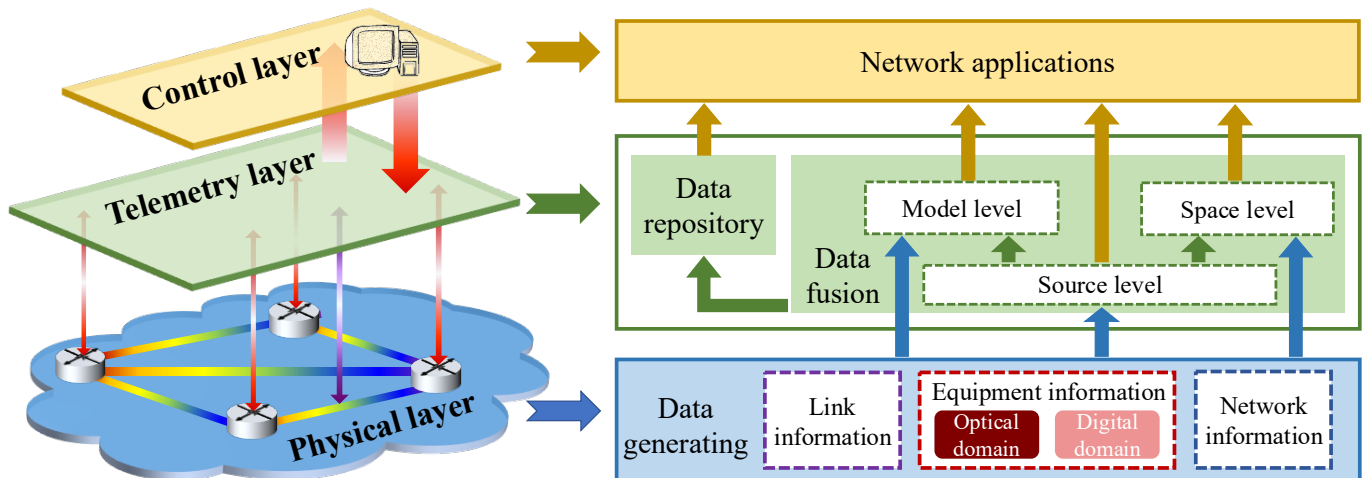 Control layer
Telemetry layer
Physical layer
Network applications
Data
repository
Data
fusion
Model level
Space level
Source level
Data
generating
Link
information
Equipment information
Optical
domain
Digital
domain
Network
information